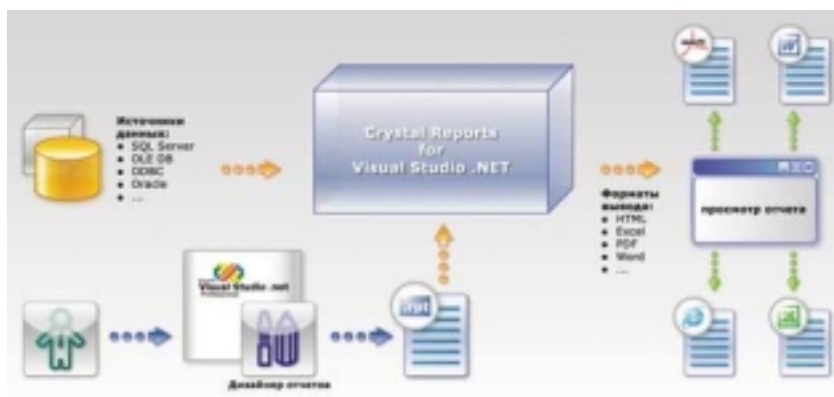 Источники
данных:
• SQL Server
• OLE DB
• ODBC
• Oracle
• ...
Crystal Reports
for
Visual Studio .NET
Форматы
вывода:
• HTML
• Excel
• PDF
• Word
• ....
просмотр отчета
Visual Studio .net
.rpt
Дизайнер отчетов